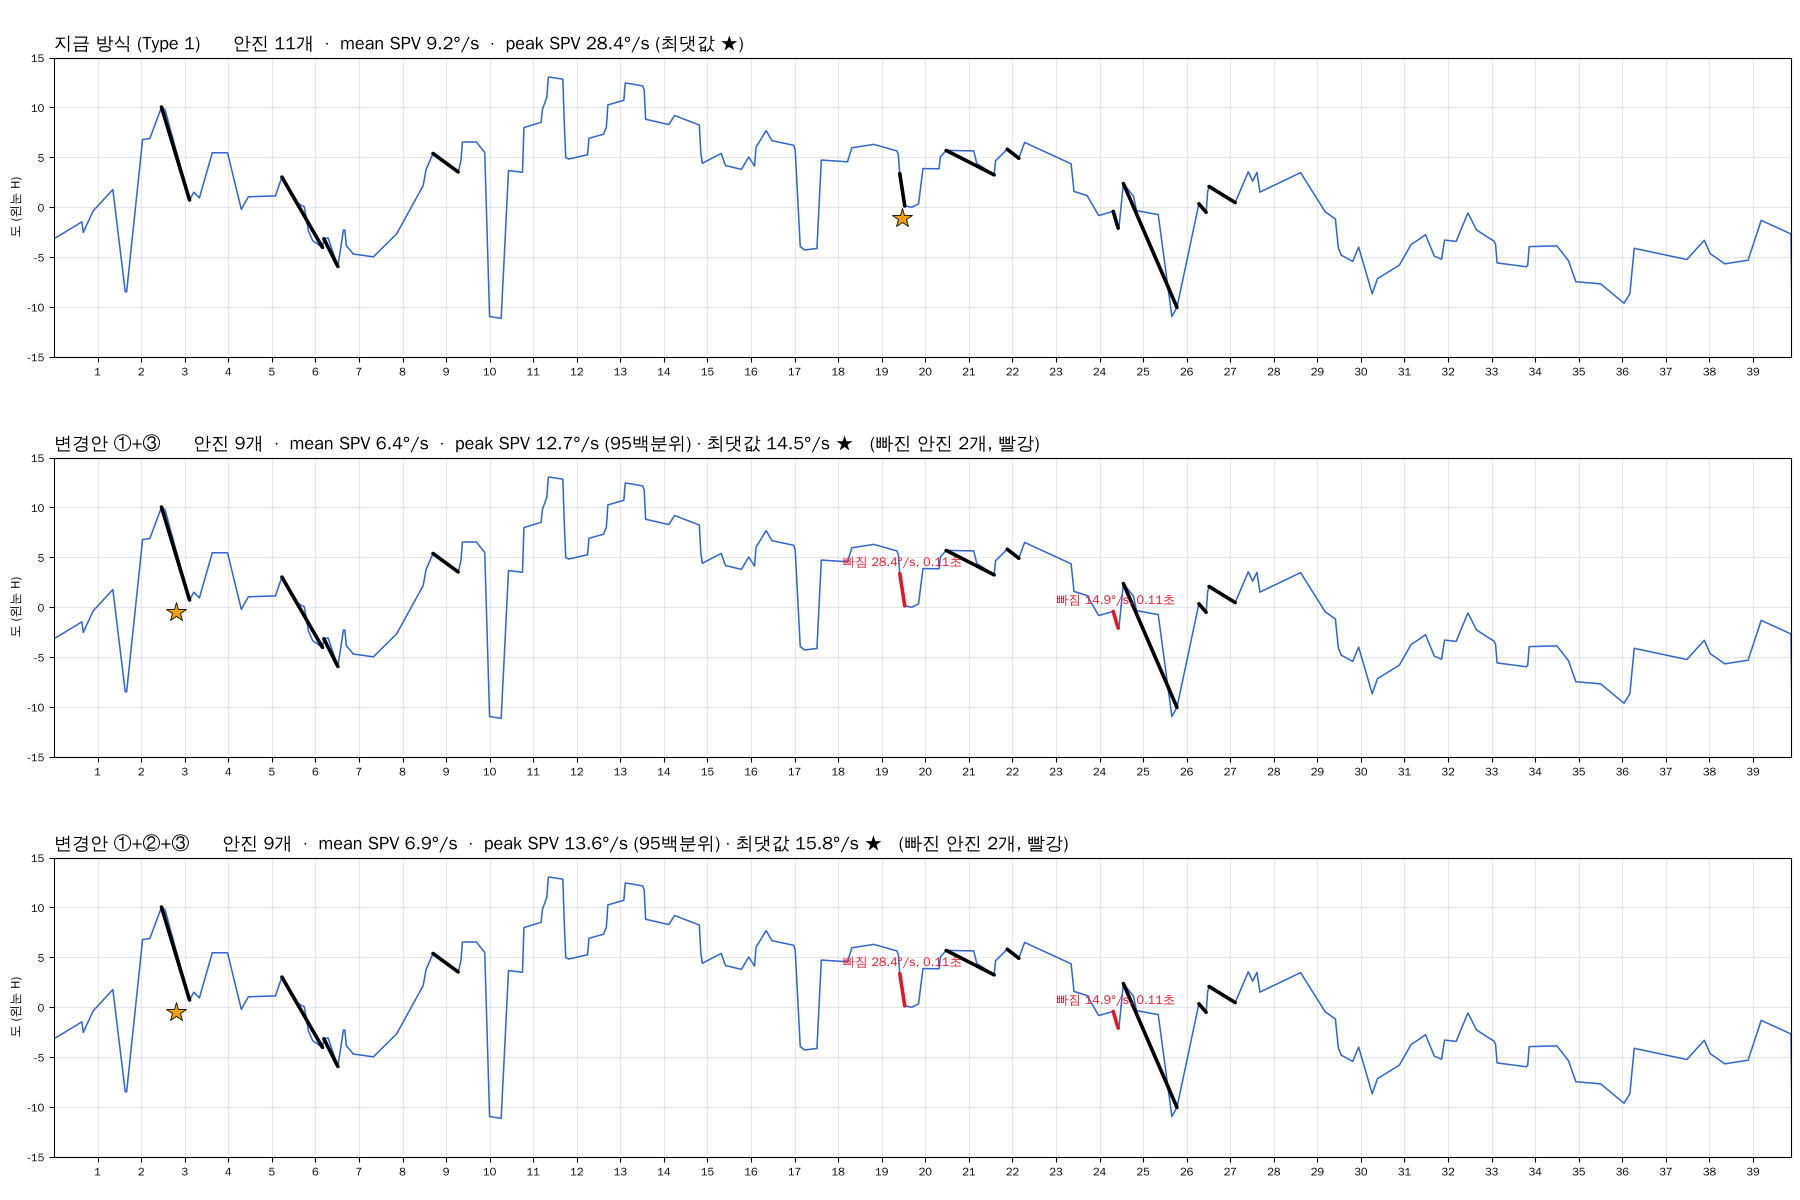 지금 방식 (Type 1) 안진 11개 · mean SPV 9.2°/s · peak SPV 28.4°/s (최댓값 ★)
15
10
5
0
-5
-10
-15
도 (왼눈 H)
1 2 3 4 5 6 7 8 9 10 11 12 13 14 15 16 17 18 19 20 21 22 23 24 25 26 27 28 29 30 31 32 33 34 35 36 37 38 39
변경안 ①+③ 안진 9개 · mean SPV 6.4°/s · peak SPV 12.7°/s (95백분위) · 최댓값 14.5°/s ★ (빠진 안진 2개, 빨강)
15
10
5
0
-5
-10
-15
도 (왼눈 H)
빠짐 28.4°/s, 0.11초
빠짐 14.9°/s, 0.11초
1 2 3 4 5 6 7 8 9 10 11 12 13 14 15 16 17 18 19 20 21 22 23 24 25 26 27 28 29 30 31 32 33 34 35 36 37 38 39
변경안 ①+②+③ 안진 9개 · mean SPV 6.9°/s · peak SPV 13.6°/s (95백분위) · 최댓값 15.8°/s ★ (빠진 안진 2개, 빨강)
15
10
5
0
-5
-10
-15
도 (왼눈 H)
빠짐 28.4°/s, 0.11초
빠짐 14.9°/s, 0.11초
1 2 3 4 5 6 7 8 9 10 11 12 13 14 15 16 17 18 19 20 21 22 23 24 25 26 27 28 29 30 31 32 33 34 35 36 37 38 39